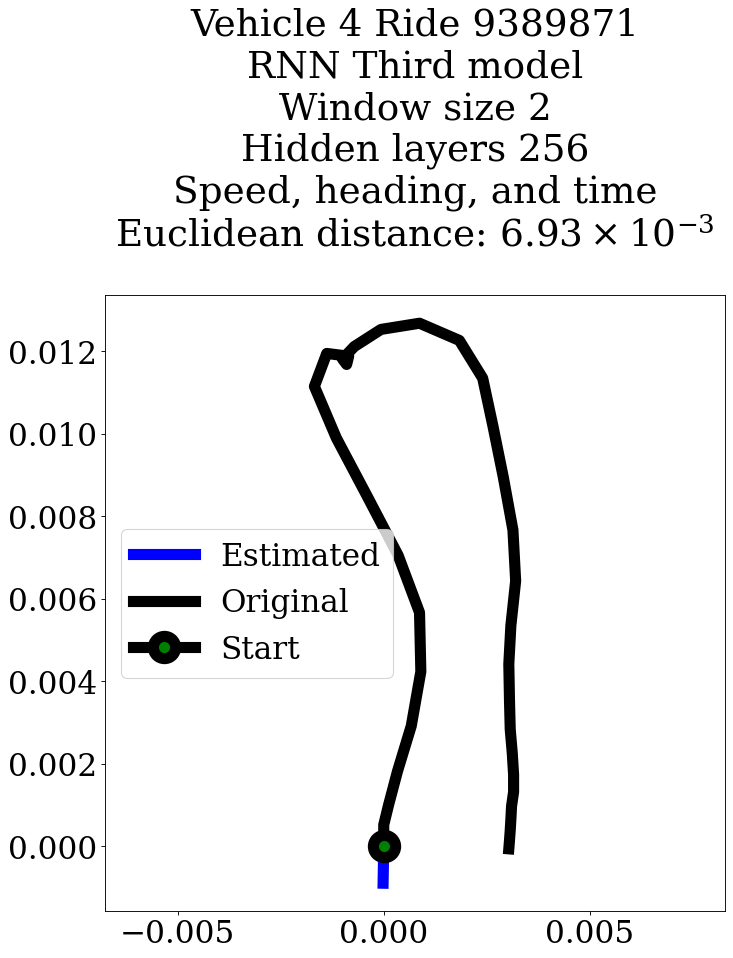 Vehicle 4 Ride 9389871
RNN Third model
Window size 2
Hidden layers 256
Speed, heading, and time
Euclidean distance: 6.93 × 10⁻³
0.012
0.010
0.008
0.006
0.004
0.002
0.000
Estimated
Original
Start
−0.005 0.000 0.005